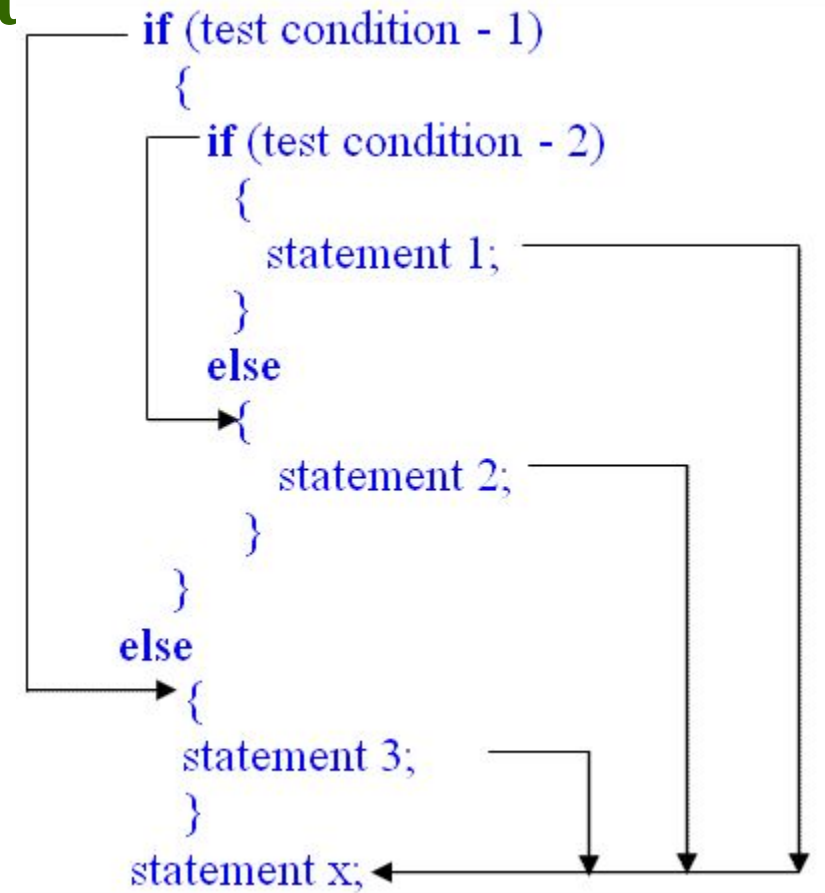 t
if (test condition - 1)
{
if (test condition - 2)
{
statement 1;
}
else
{
statement 2;
}
}
else
{
statement 3;
}
statement x;